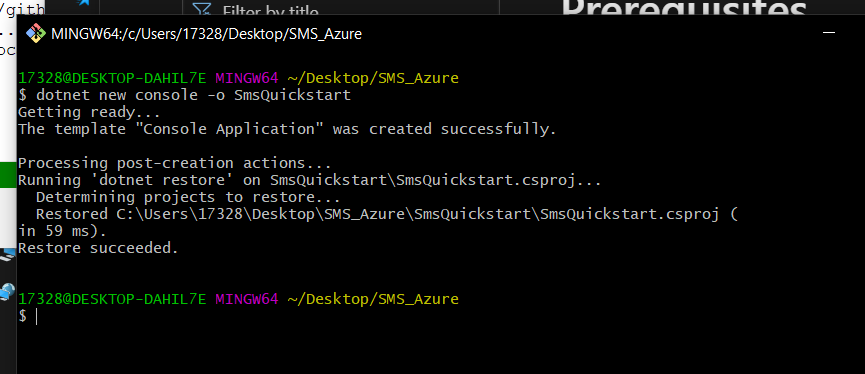 /gith
Filter by title
Prerequisites
MINGW64:/c/Users/17328/Desktop/SMS_Azure
17328@DESKTOP-DAHIL7E MINGW64 ~/Desktop/SMS_Azure
$ dotnet new console -o SmsQuickstart
Getting ready...
The template "Console Application" was created successfully.
Processing post-creation actions...
Running 'dotnet restore' on SmsQuickstart\SmsQuickstart.csproj...
Determining projects to restore...
Restored C:\Users\17328\Desktop\SMS_Azure\SmsQuickstart\SmsQuickstart.csproj (
in 59 ms).
Restore succeeded.
17328@DESKTOP-DAHIL7E MINGW64 ~/Desktop/SMS_Azure
$